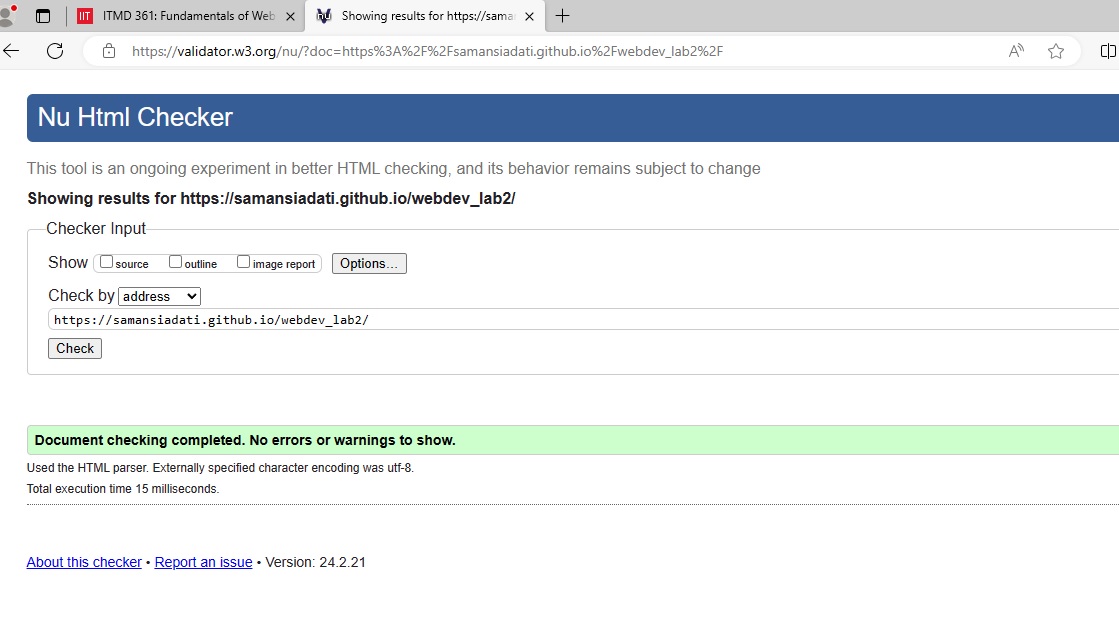 IIT ITMD 361: Fundamentals of Web
Showing results for https://saman
https://validator.w3.org/nu/?doc=https%3A%2F%2Fsamansiadati.github.io%2Fwebdev_lab2%2F
Nu Html Checker
This tool is an ongoing experiment in better HTML checking, and its behavior remains subject to change
Showing results for https://samansiadati.github.io/webdev_lab2/
Checker Input
Show source outline image report Options...
Check by address
https://samansiadati.github.io/webdev_lab2/
Check
Document checking completed. No errors or warnings to show.
Used the HTML parser. Externally specified character encoding was utf-8.
Total execution time 15 milliseconds.
About this checker • Report an issue • Version: 24.2.21